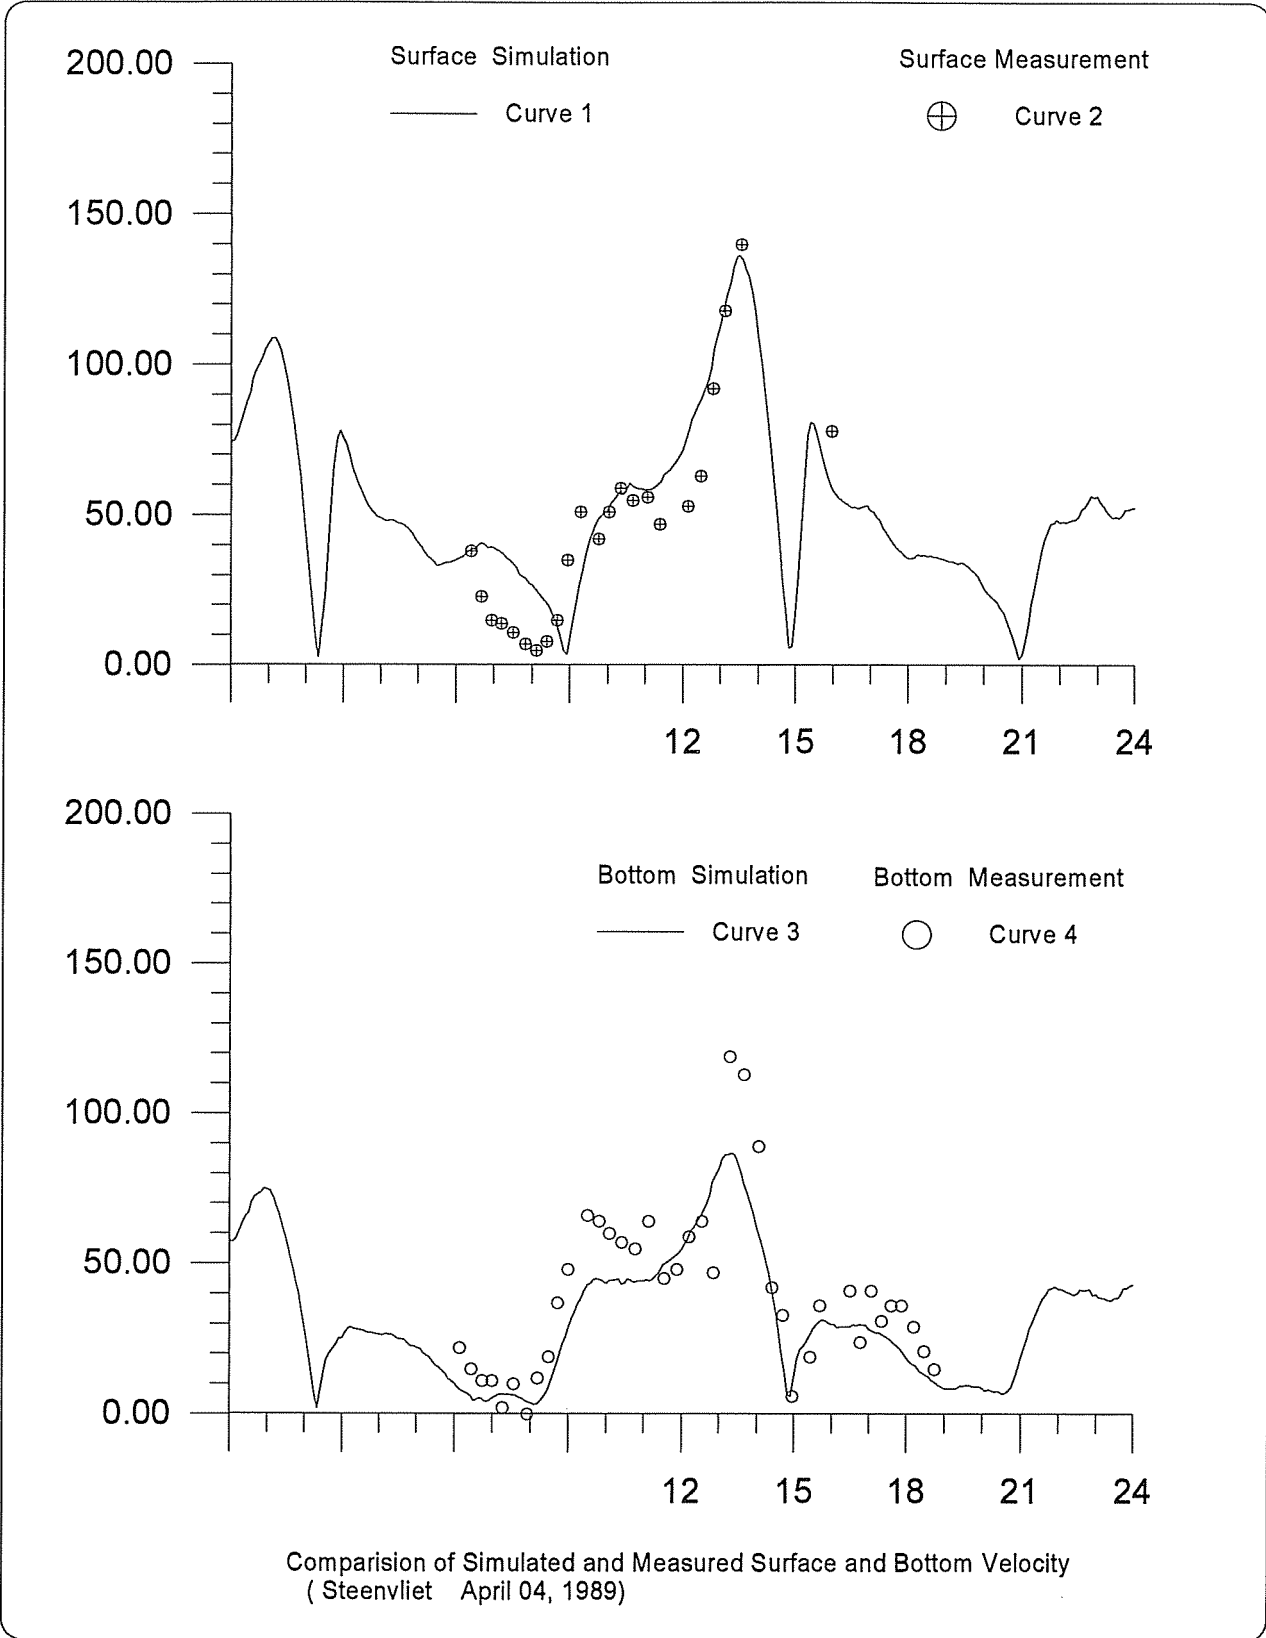 Surface Simulation
Curve 1
Surface Measurement
Curve 2
200.00
150.00
100.00
50.00
0.00
12 15 18 21 24
Bottom Simulation
Curve 3
Bottom Measurement
Curve 4
200.00
150.00
100.00
50.00
0.00
12 15 18 21 24
Comparision of Simulated and Measured Surface and Bottom Velocity
( Steenvliet April 04, 1989)